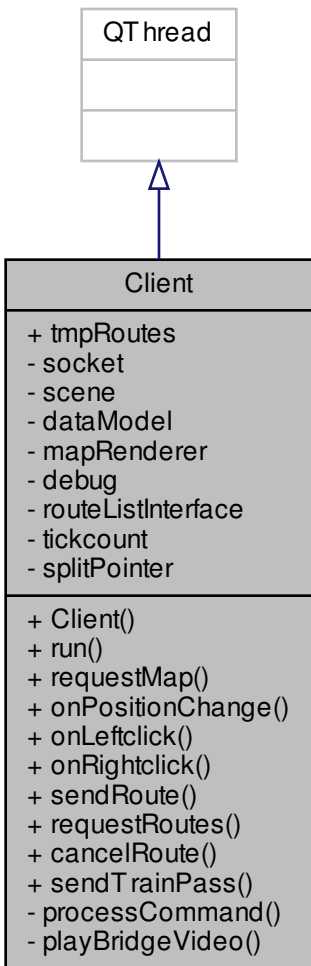 QThread
Client
+ tmpRoutes
- socket
- scene
- dataModel
- mapRenderer
- debug
- routeListInterface
- tickcount
- splitPointer
+ Client()
+ run()
+ requestMap()
+ onPositionChange()
+ onLeftclick()
+ onRightclick()
+ sendRoute()
+ requestRoutes()
+ cancelRoute()
+ sendTrainPass()
- processCommand()
- playBridgeVideo()